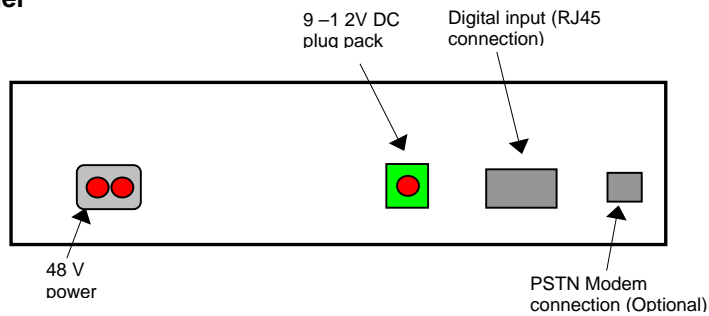 9 –1 2V DC
plug pack
Digital input (RJ45
connection)
48 V
power
PSTN Modem
connection (Optional)